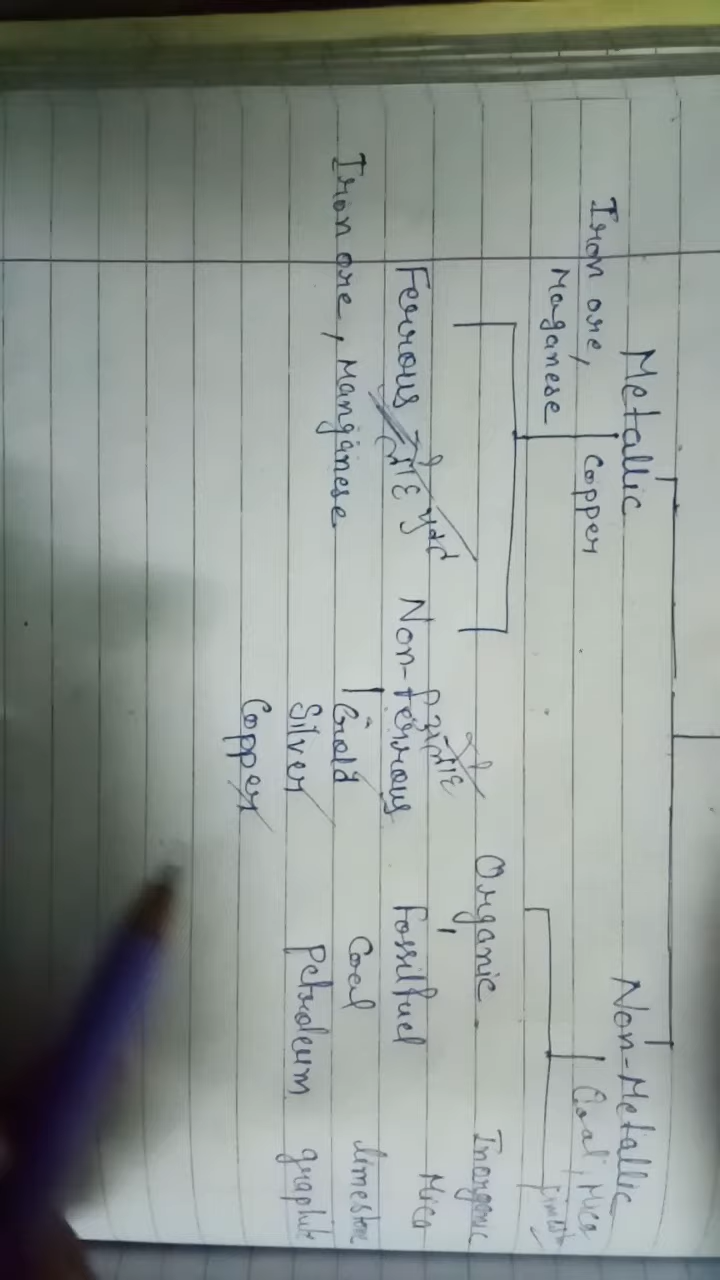 Metallic
Non-Metallic
Iron ore,
Maganese
Copper
Coal, Mica
Organic
Inorganic
Ferrous
Non-Ferrous
Fossil fuel
Mica
Iron ore, Manganese
Gold
Coal
limestone
Silver
Petroleum
graphite
Copper